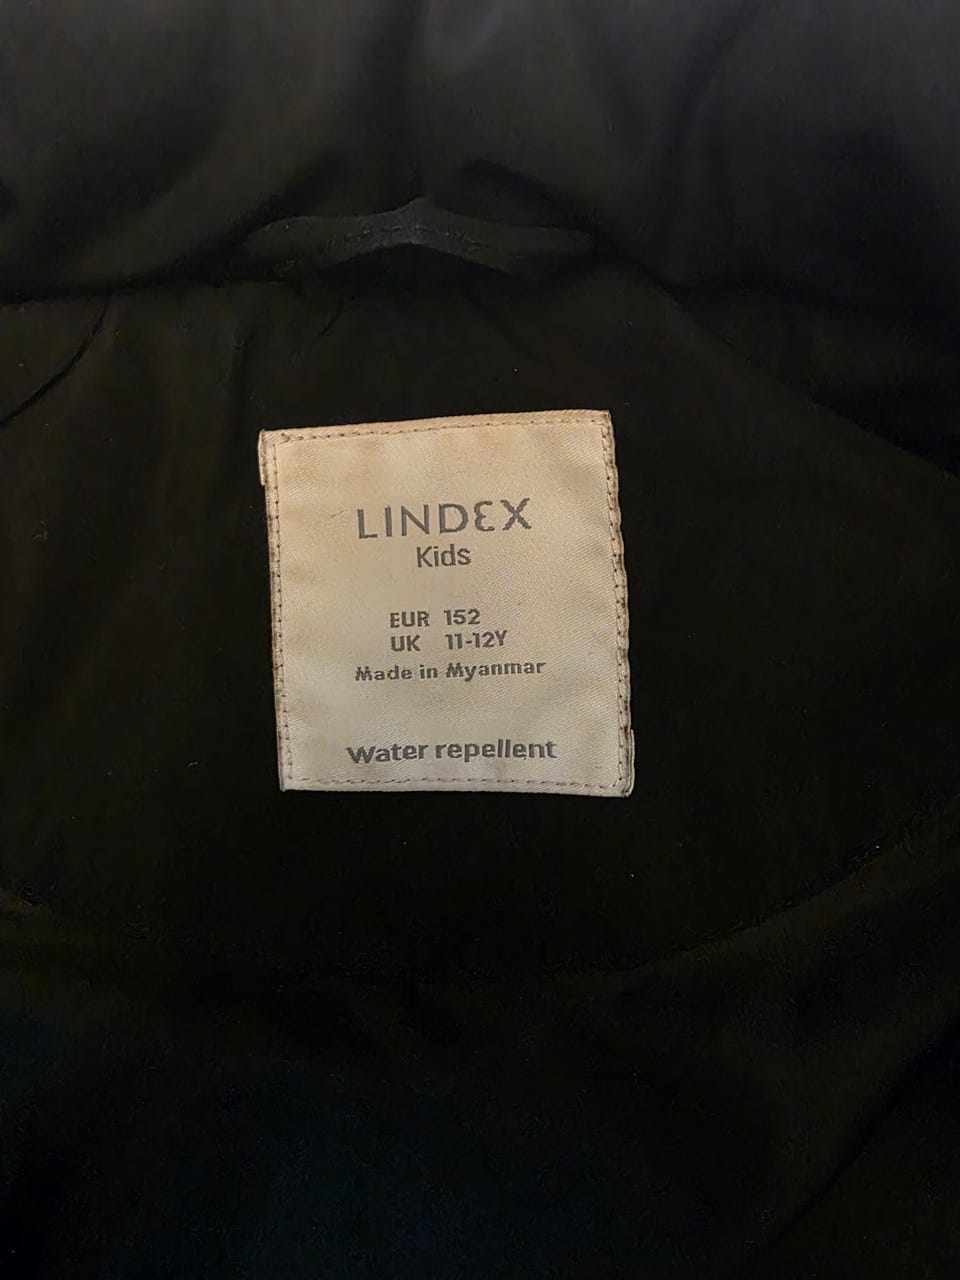 LINDEX
Kids
EUR 152
UK 11-12Y
Made in Myanmar
Water repellent